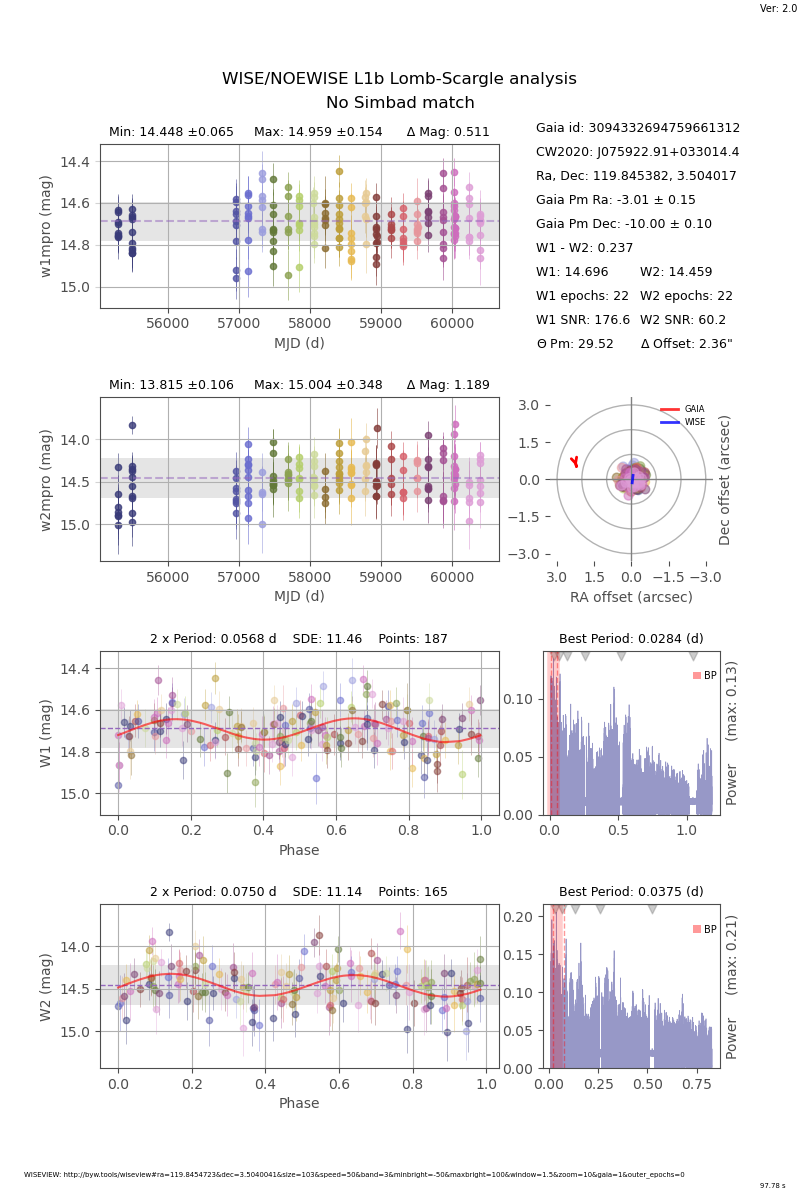 Ver: 2.0
WISE/NOEWISE L1b Lomb-Scargle analysis
No Simbad match
Min: 14.448 ±0.065 Max: 14.959 ±0.154 Δ Mag: 0.511
14.4
14.6
14.8
15.0
w1mpro (mag)
56000 57000 58000 59000 60000
MJD (d)
Gaia id: 3094332694759661312
CW2020: J075922.91+033014.4
Ra, Dec: 119.845382, 3.504017
Gaia Pm Ra: -3.01 ± 0.15
Gaia Pm Dec: -10.00 ± 0.10
W1 - W2: 0.237
W1: 14.696 W2: 14.459
W1 epochs: 22 W2 epochs: 22
W1 SNR: 176.6 W2 SNR: 60.2
Θ Pm: 29.52 Δ Offset: 2.36"
Min: 13.815 ±0.106 Max: 15.004 ±0.348 Δ Mag: 1.189
14.0
14.5
15.0
w2mpro (mag)
56000 57000 58000 59000 60000
MJD (d)
GAIA
WISE
3.0
1.5
0.0
−1.5
−3.0
Dec offset (arcsec)
3.0 1.5 0.0 −1.5 −3.0
RA offset (arcsec)
2 x Period: 0.0568 d SDE: 11.46 Points: 187
14.4
14.6
14.8
15.0
W1 (mag)
0.0 0.2 0.4 0.6 0.8 1.0
Phase
Best Period: 0.0284 (d)
BP
0.10
0.05
0.00
Power (max: 0.13)
0.0 0.5 1.0
2 x Period: 0.0750 d SDE: 11.14 Points: 165
14.0
14.5
15.0
W2 (mag)
0.0 0.2 0.4 0.6 0.8 1.0
Phase
Best Period: 0.0375 (d)
BP
0.20
0.15
0.10
0.05
0.00
Power (max: 0.21)
0.00 0.25 0.50 0.75
WISEVIEW: http://byw.tools/wiseview#ra=119.8454723&dec=3.5040041&size=103&speed=50&band=3&minbright=-50&maxbright=100&window=1.5&zoom=10&gaia=1&outer_epochs=0
97.78 s